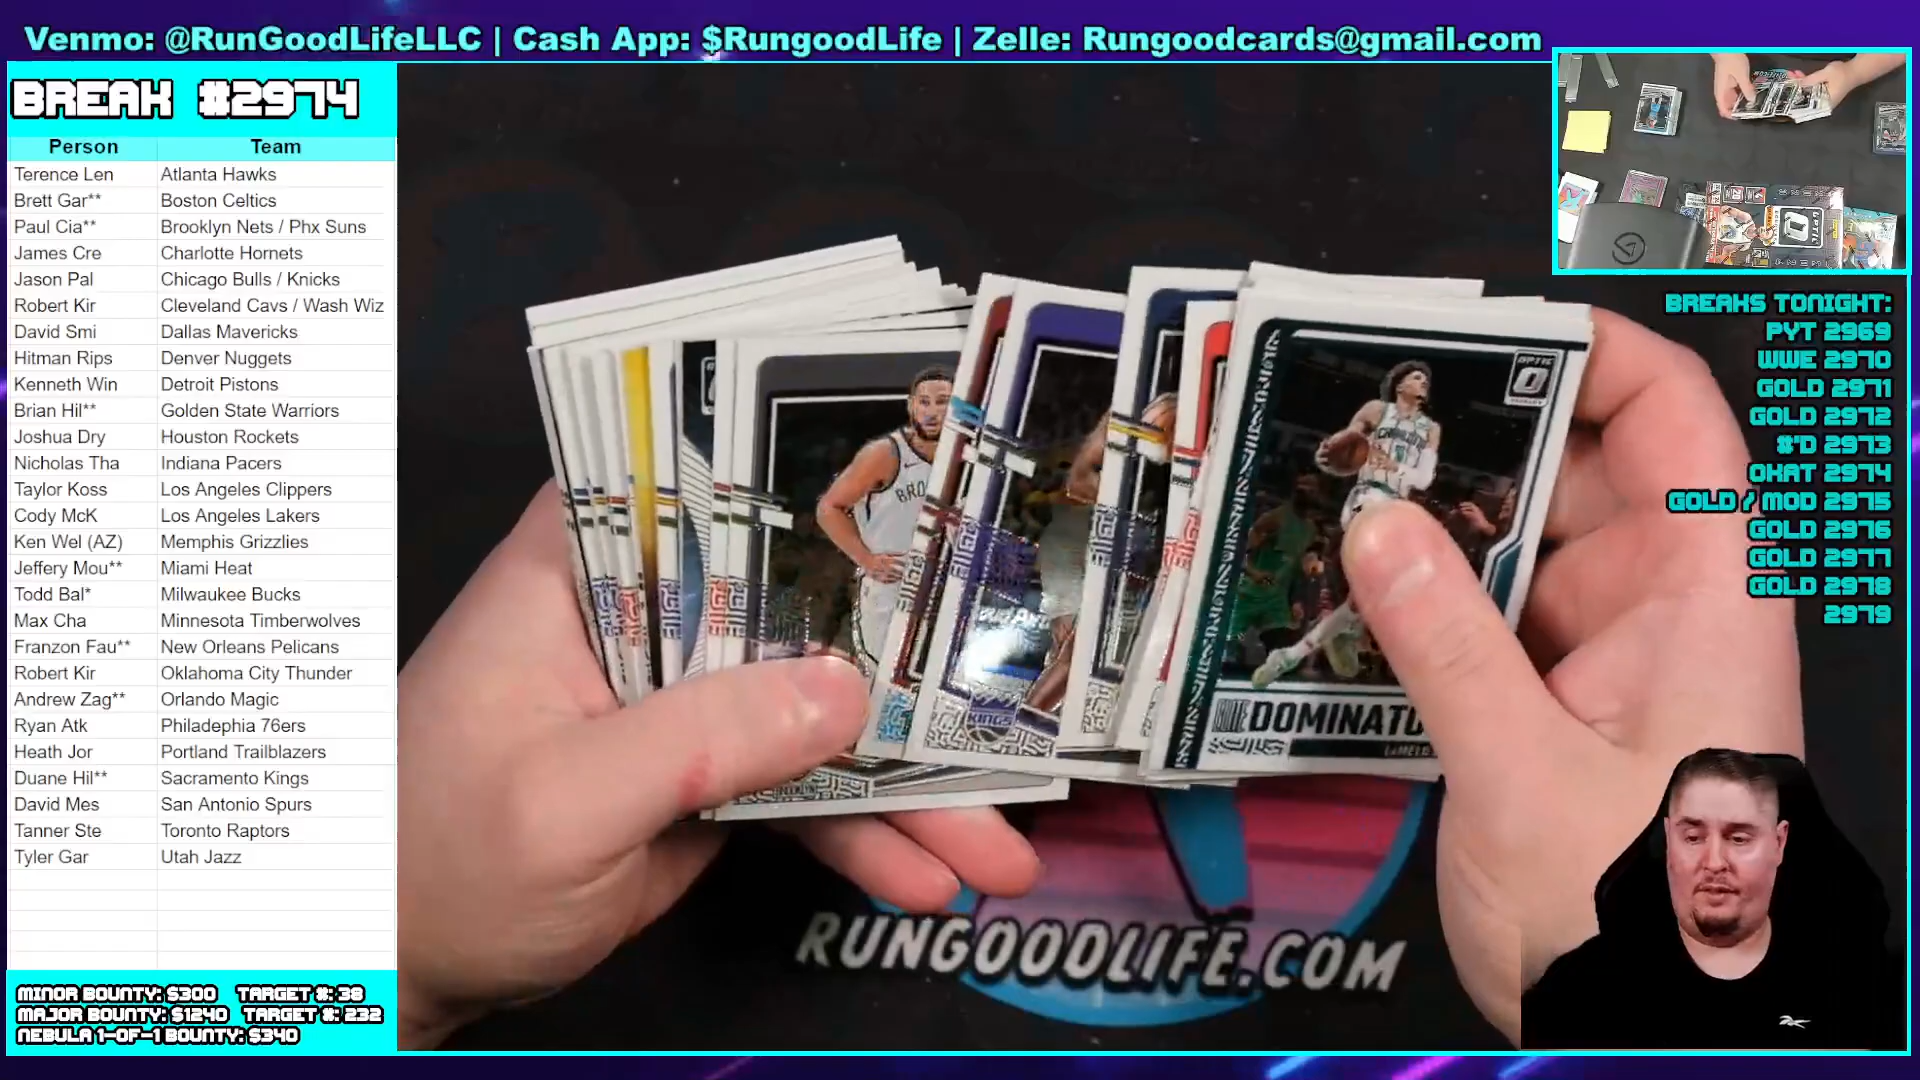 Venmo: @RunGoodLifeLLC | Cash App: $RungoodLife | Zelle: Rungoodcards@gmail.com
BREAK #2974
Person Team
Terence Len Atlanta Hawks
Brett Gar** Boston Celtics
Paul Cia** Brooklyn Nets / Phx Suns
James Cre Charlotte Hornets
Jason Pal Chicago Bulls / Knicks
Robert Kir Cleveland Cavs / Wash Wiz
David Smi Dallas Mavericks
Hitman Rips Denver Nuggets
Kenneth Win Detroit Pistons
Brian Hil** Golden State Warriors
Joshua Dry Houston Rockets
Nicholas Tha Indiana Pacers
Taylor Koss Los Angeles Clippers
Cody McK Los Angeles Lakers
Ken Wel (AZ) Memphis Grizzlies
Jeffery Mou** Miami Heat
Todd Bal* Milwaukee Bucks
Max Cha Minnesota Timberwolves
Franzon Fau** New Orleans Pelicans
Robert Kir Oklahoma City Thunder
Andrew Zag** Orlando Magic
Ryan Atk Philadephia 76ers
Heath Jor Portland Trailblazers
Duane Hil** Sacramento Kings
David Mes San Antonio Spurs
Tanner Ste Toronto Raptors
Tyler Gar Utah Jazz
MINOR BOUNTY: $300 TARGET #: 38
MAJOR BOUNTY: $1240 TARGET #: 232
NEBULA 1-OF-1 BOUNTY: $340
BREAKS TONIGHT:
PYT 2969
WWE 2970
GOLD 2971
GOLD 2972
#'D 2973
OKAT 2974
GOLD / MOD 2975
GOLD 2976
GOLD 2977
GOLD 2978
2979
OPTIC
BRO
KINGS
ELITE DOMINATO
LaMELO
RUNGOODLIFE.COM
OPTIC